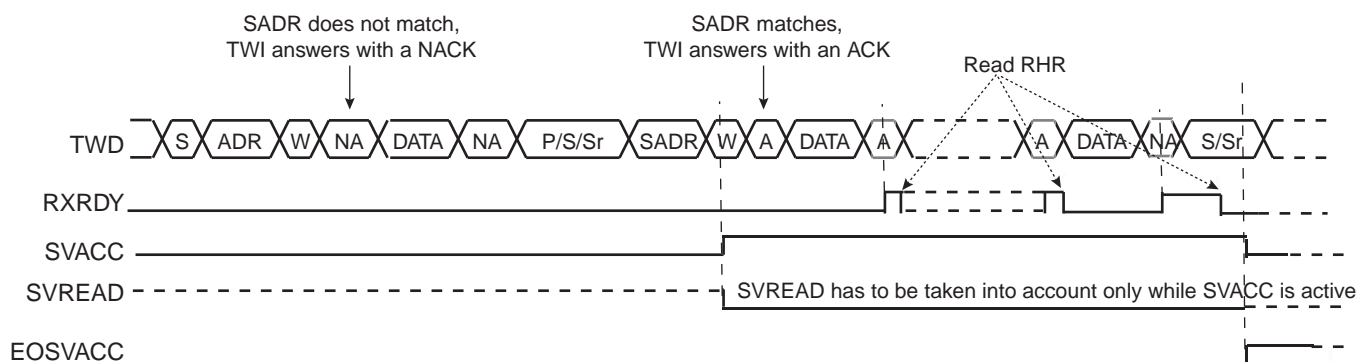 SADR does not match,
TWI answers with a NACK
SADR matches,
TWI answers with an ACK
Read RHR
TWD S ADR W NA DATA NA P/S/Sr SADR W A DATA A A DATA NA S/Sr
RXRDY
SVACC
SVREAD SVREAD has to be taken into account only while SVACC is active
EOSVACC